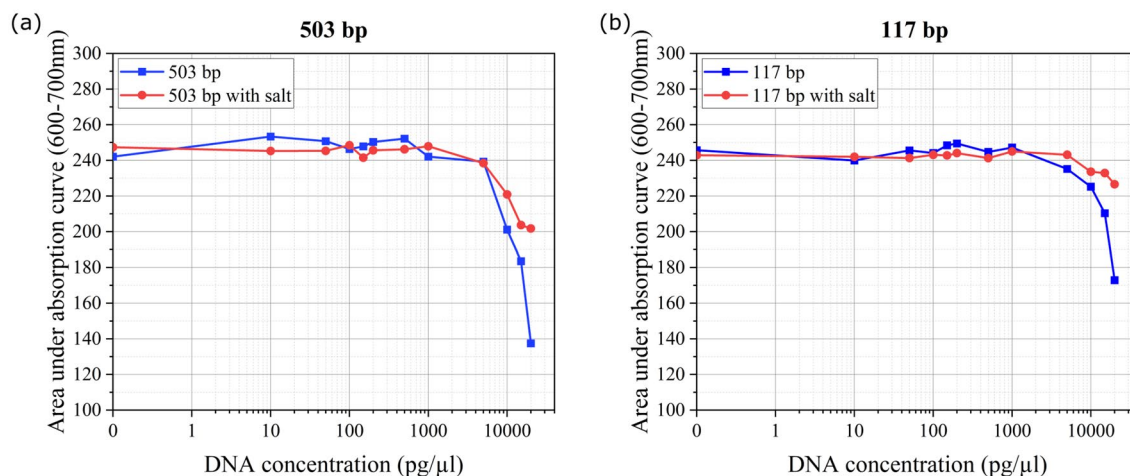 (a)
503 bp
Area under absorption curve (600-700nm)
300
280
260
240
220
200
180
160
140
120
100
503 bp
503 bp with salt
0
1
10
100
1000
10000
DNA concentration (pg/μl)
(b)
117 bp
Area under absorption curve (600-700nm)
300
280
260
240
220
200
180
160
140
120
100
117 bp
117 bp with salt
0
1
10
100
1000
10000
DNA concentration (pg/μl)